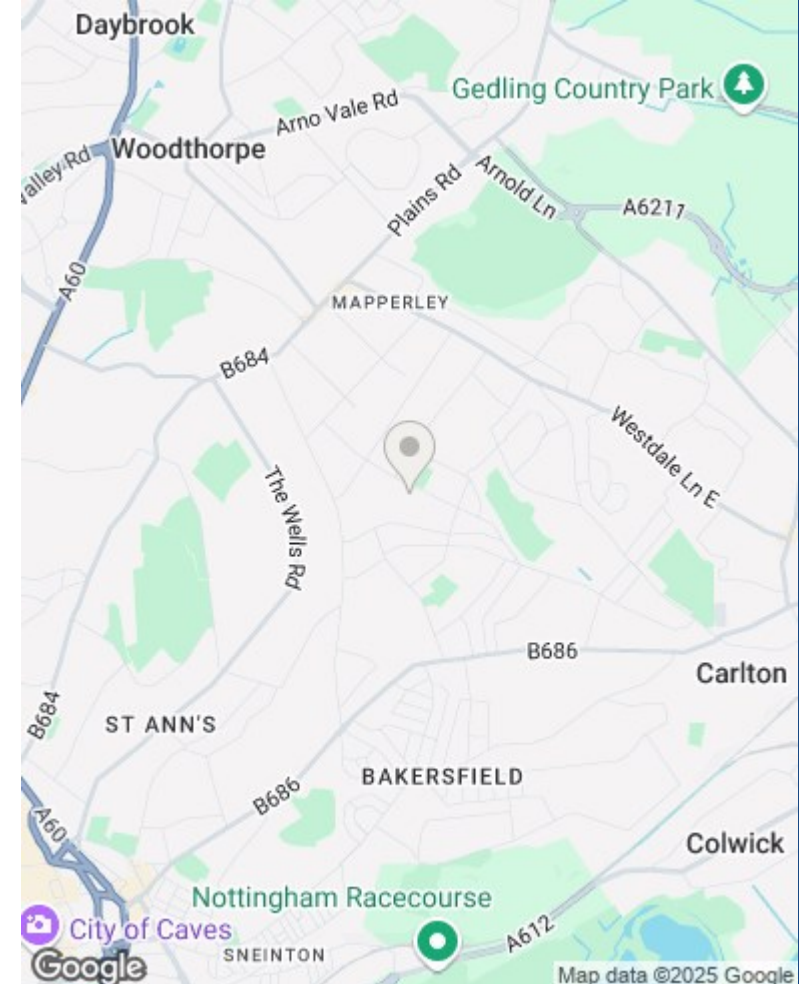 Daybrook
Gedling Country Park
Arno Vale Rd
Woodthorpe
Valley Rd
Plains Rd
Arnold Ln
A6211
A60
MAPPERLEY
B684
Westdale Ln E
The Wells Rd
B686
Carlton
B684
ST ANN'S
BAKERSFIELD
B686
A60
Colwick
Nottingham Racecourse
City of Caves
A612
SNEINTON
Google
Map data ©2025 Google